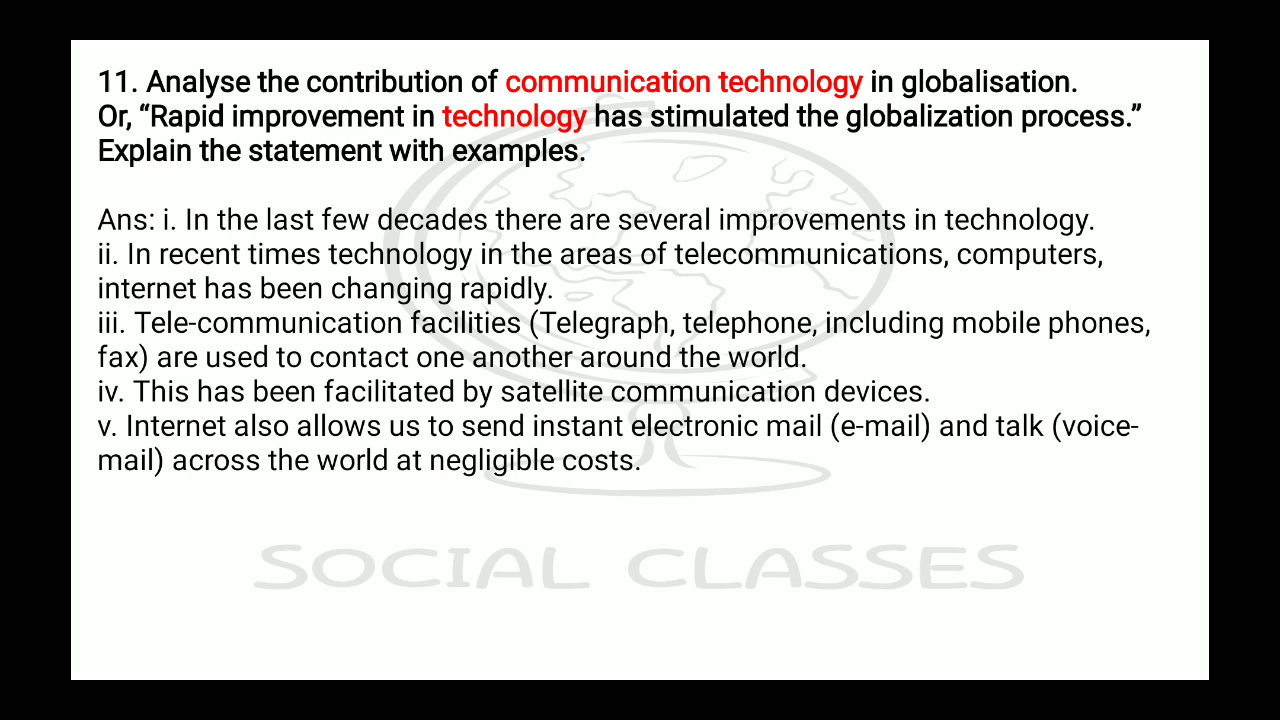 11. Analyse the contribution of communication technology in globalisation.
Or, “Rapid improvement in technology has stimulated the globalization process.”
Explain the statement with examples.
Ans: i. In the last few decades there are several improvements in technology.
ii. In recent times technology in the areas of telecommunications, computers,
internet has been changing rapidly.
iii. Tele-communication facilities (Telegraph, telephone, including mobile phones,
fax) are used to contact one another around the world.
iv. This has been facilitated by satellite communication devices.
v. Internet also allows us to send instant electronic mail (e-mail) and talk (voice-
mail) across the world at negligible costs.
SOCIAL CLASSES